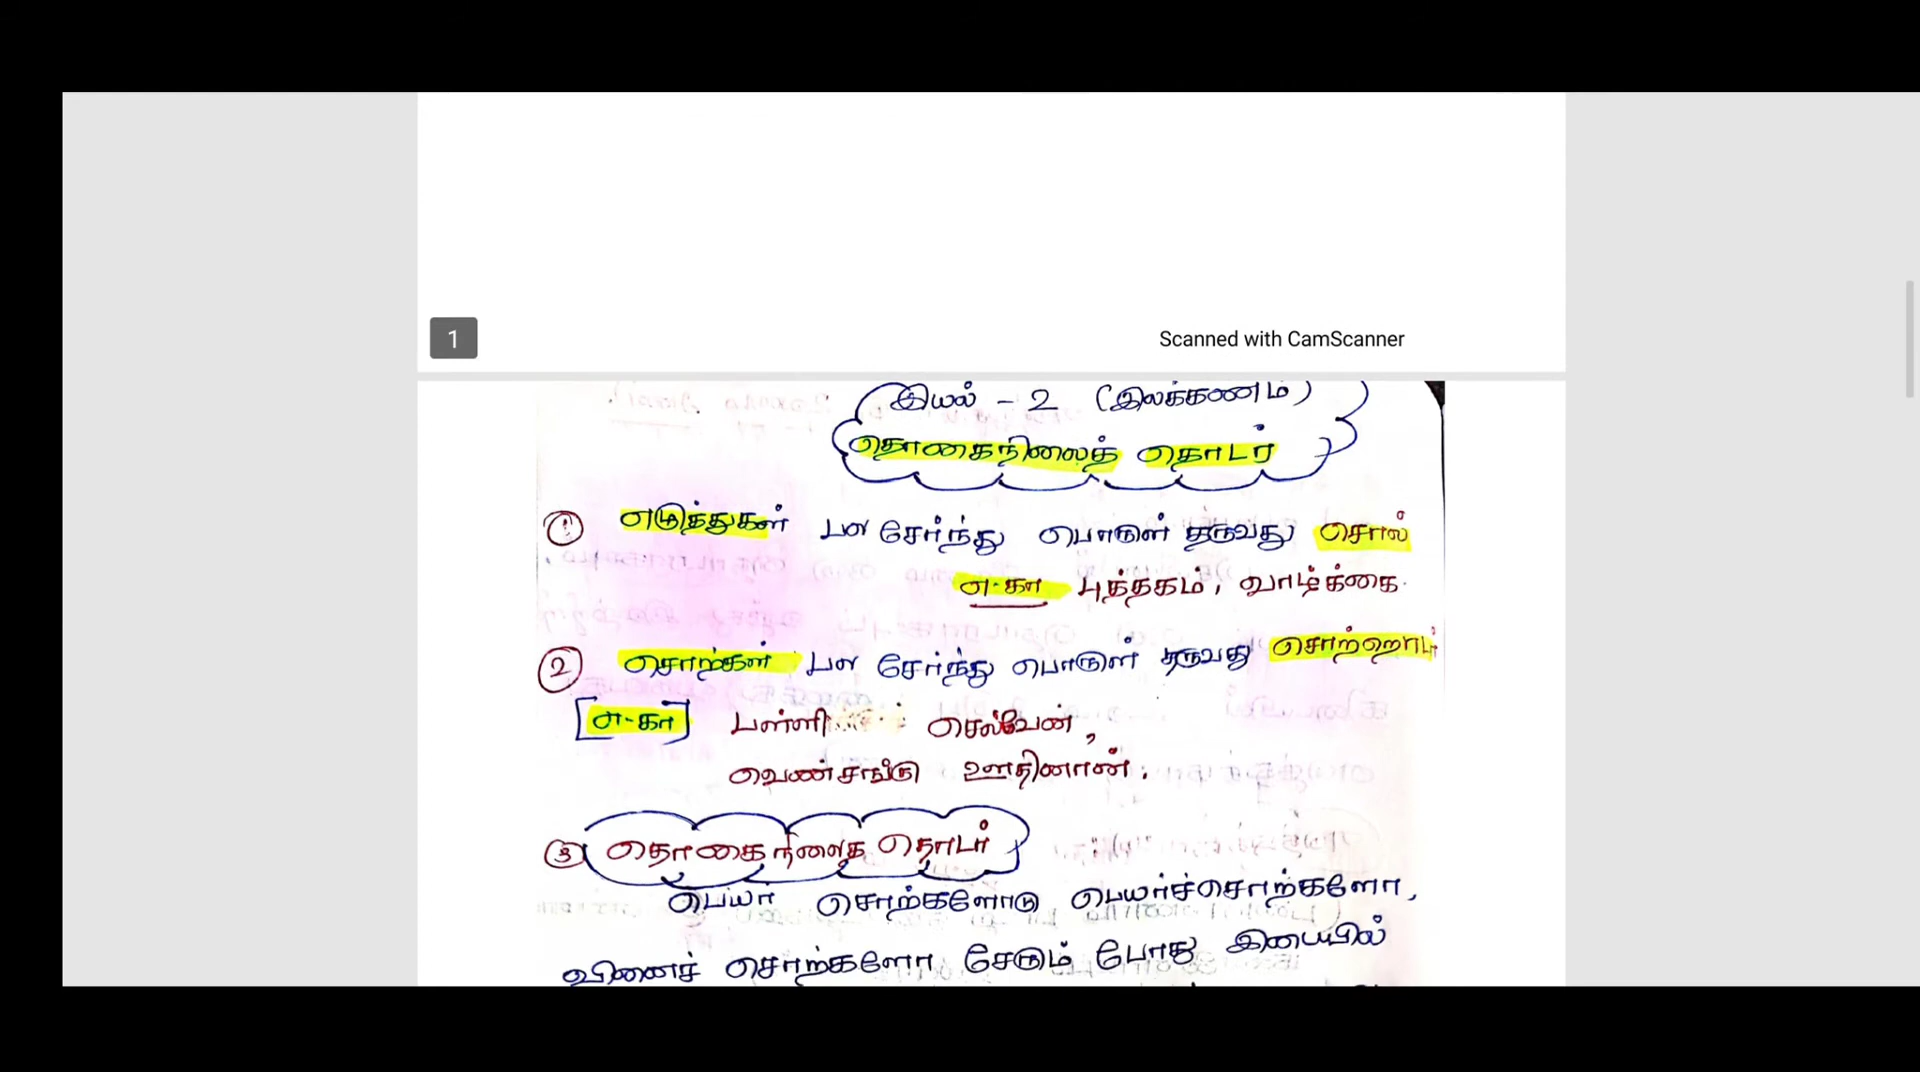 1
Scanned with CamScanner
இயல் - 2 (இலக்கணம்)
தொகைநிலைத் தொடர்
① எழுத்துகள் பல சேர்ந்து பொருள் தருவது சொல்
எ.கா புத்தகம், வாழ்க்கை.
② சொற்கள் பல சேர்ந்து பொருள் தருவது சொற்றொடர்
[எ-கா] பள்ளி செல்வேன்,
வெண்சங்கு ஊதினான்.
③ தொகைநிலைத் தொடர்
பெயர் சொற்களோடு பெயர்ச்சொற்களோ,
வினைச் சொற்களோ சேரும் போது இடையில்